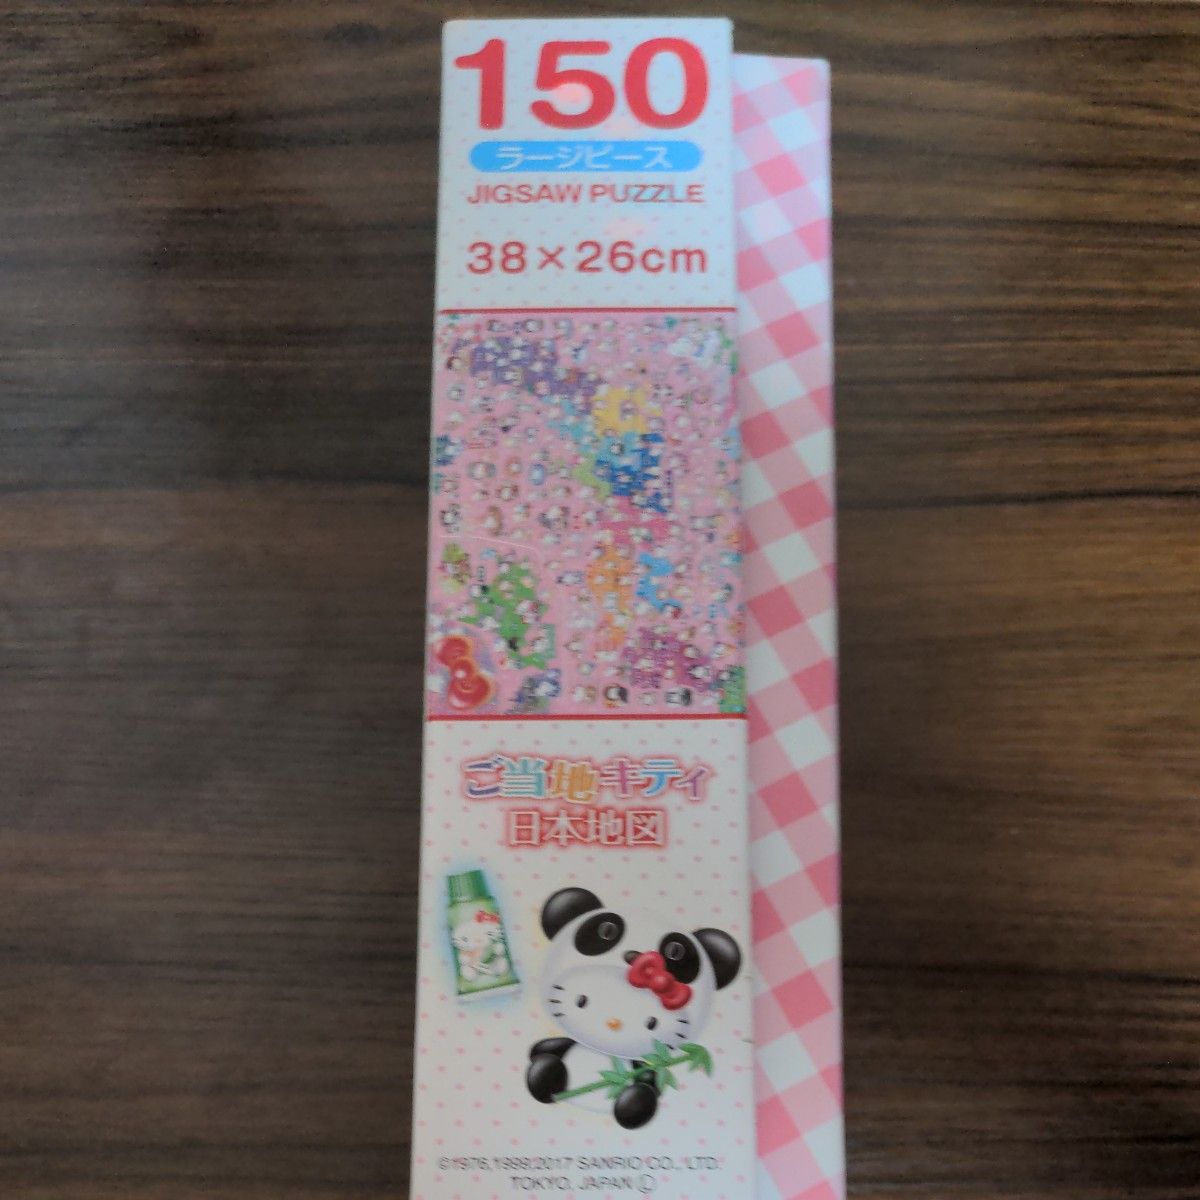 150
ラージピース
JIGSAW PUZZLE
38×26cm
ご当地キティ
日本地図
©1976,1999,2017 SANRIO CO., LTD.
TOKYO, JAPAN Ⓛ